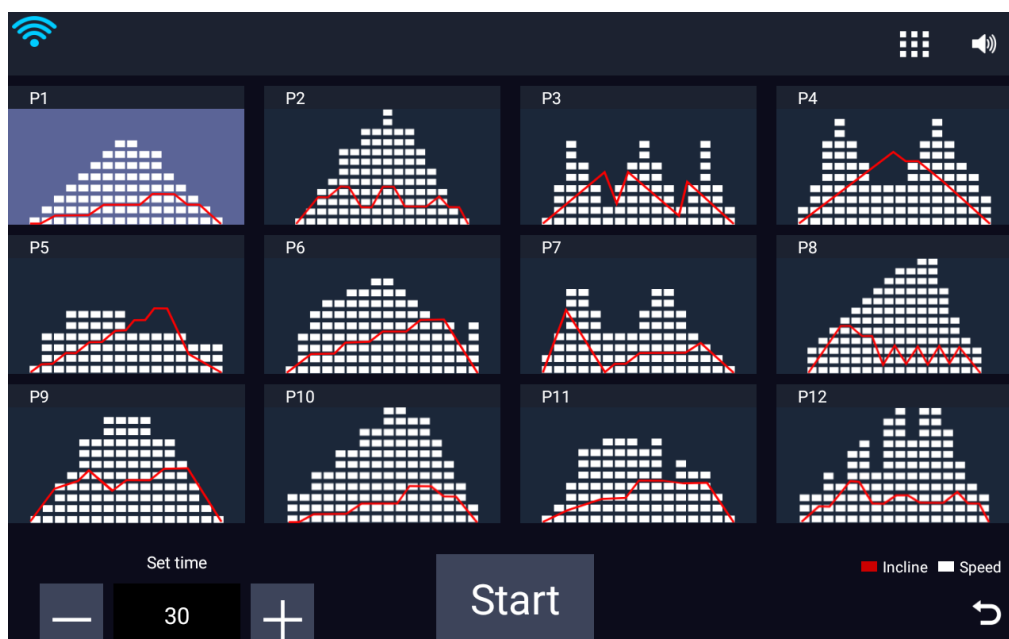 P1 P2 P3 P4
P5 P6 P7 P8
P9 P10 P11 P12
Set time
30
Start
Incline Speed